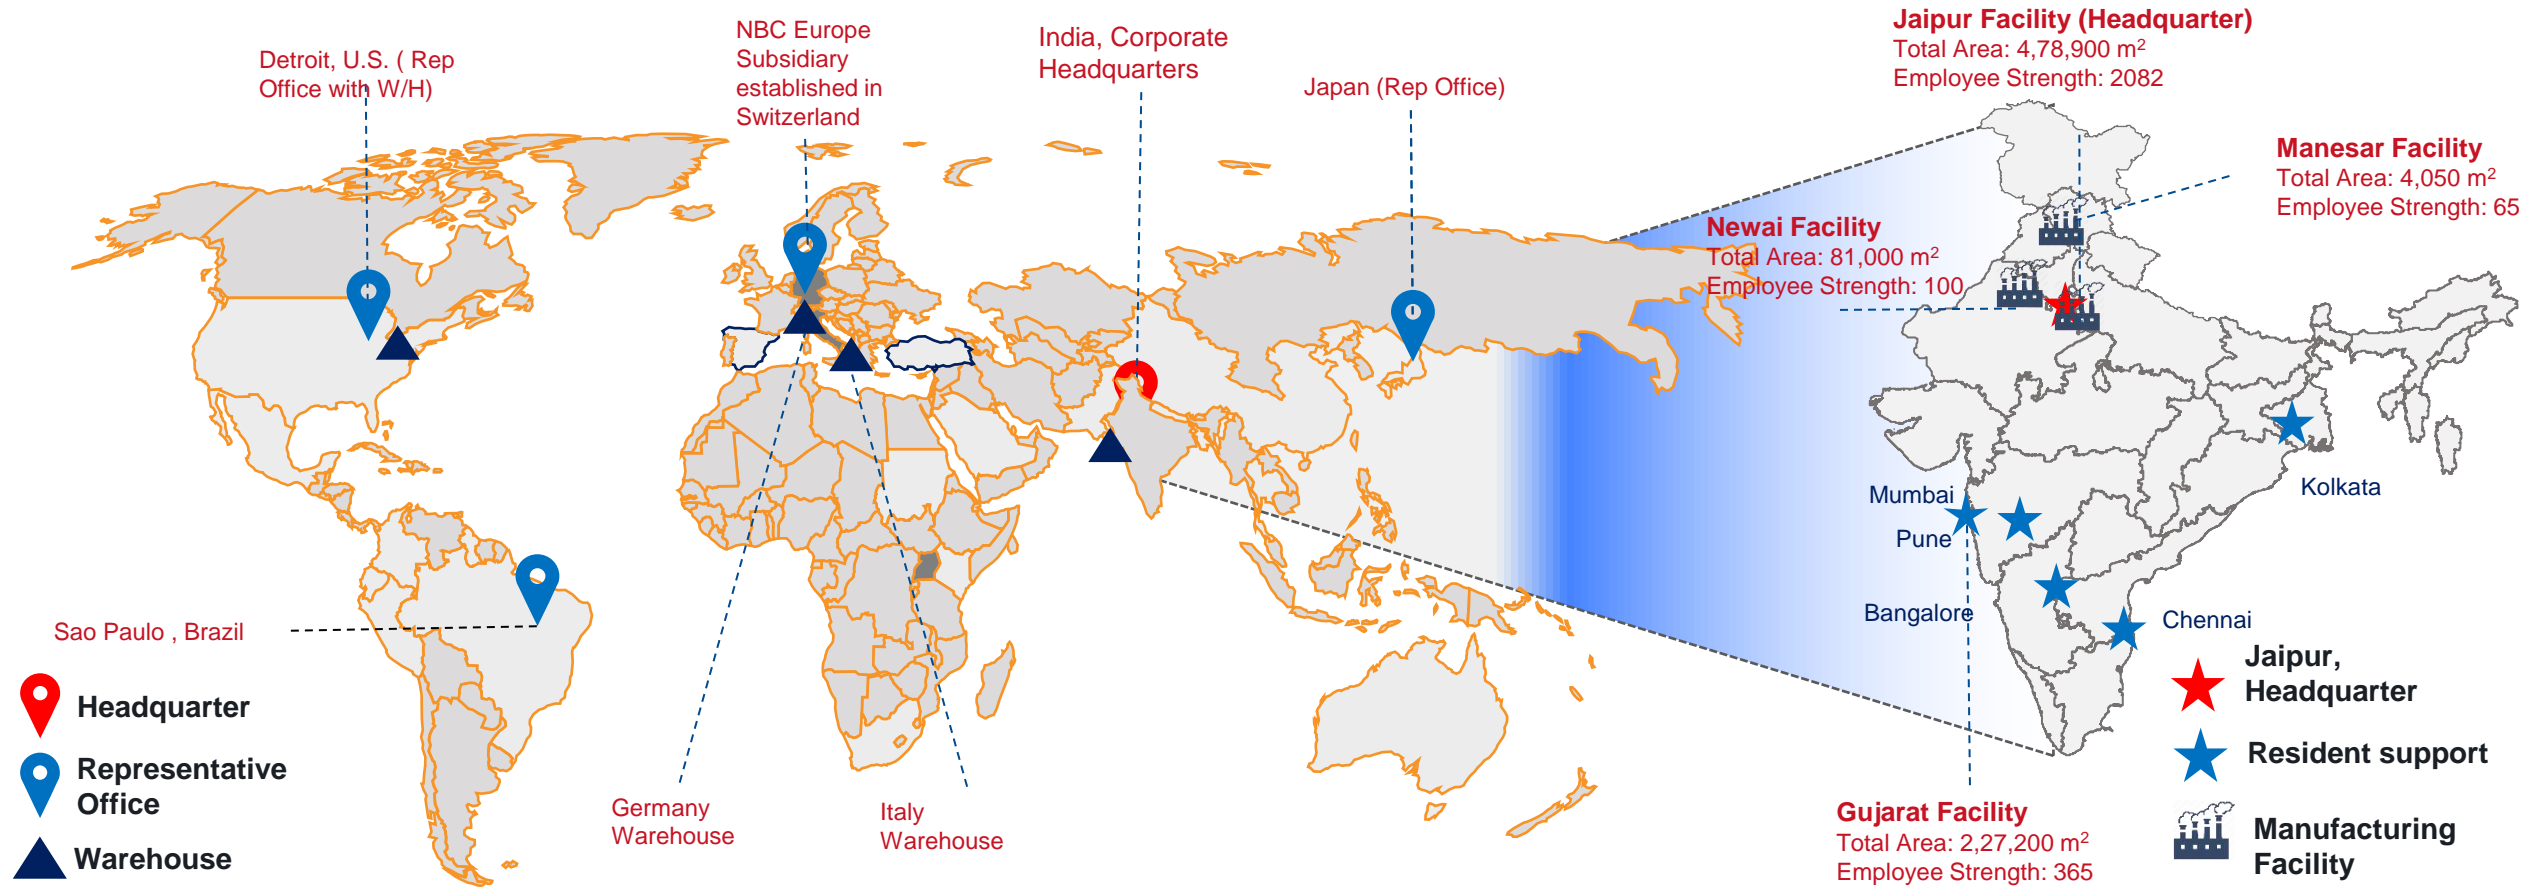 Detroit, U.S. ( Rep
Office with W/H)
NBC Europe
Subsidiary
established in
Switzerland
India, Corporate
Headquarters
Japan (Rep Office)
Jaipur Facility (Headquarter)
Total Area: 4,78,900 m²
Employee Strength: 2082
Manesar Facility
Total Area: 4,050 m²
Employee Strength: 65
Newai Facility
Total Area: 81,000 m²
Employee Strength: 100
Mumbai
Pune
Bangalore
Kolkata
Chennai
Sao Paulo , Brazil
Headquarter
Representative
Office
Warehouse
Germany
Warehouse
Italy
Warehouse
Gujarat Facility
Total Area: 2,27,200 m²
Employee Strength: 365
Jaipur,
Headquarter
Resident support
Manufacturing
Facility